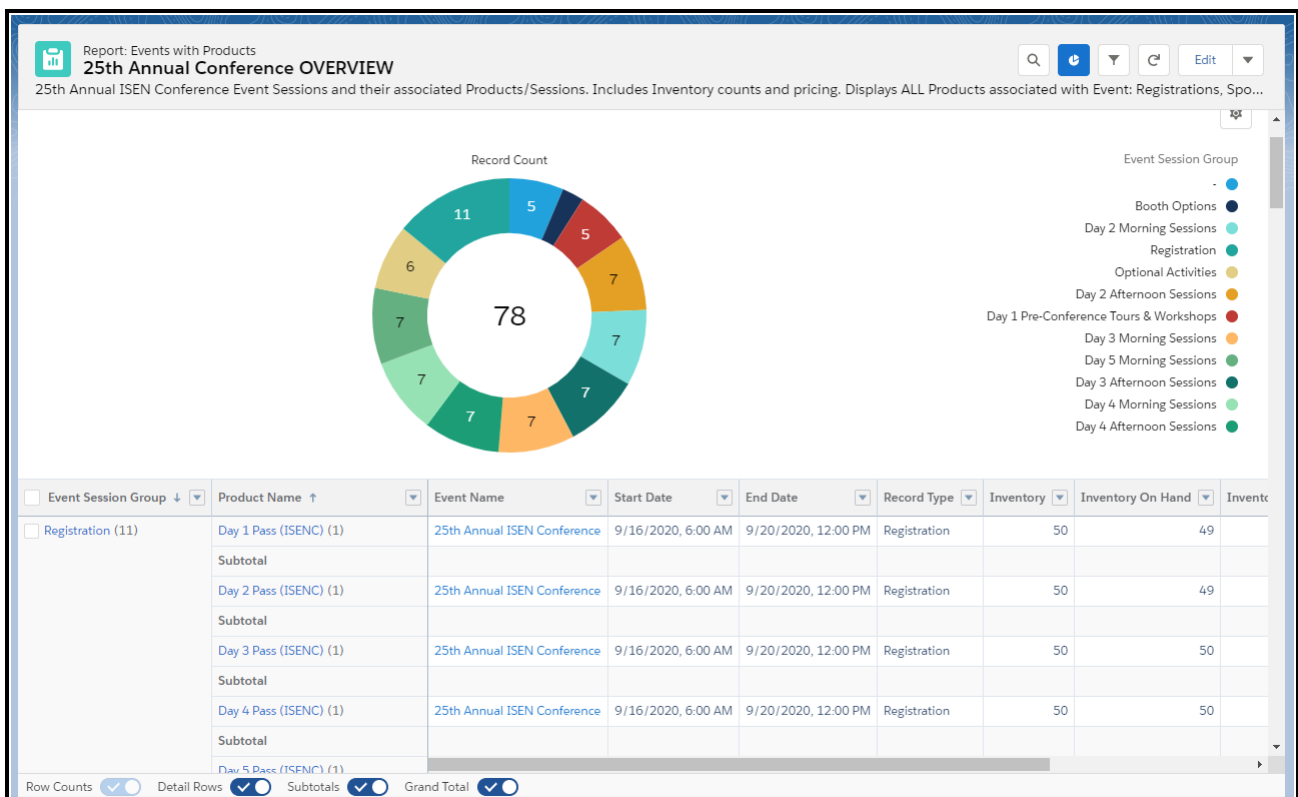 Report: Events with Products
25th Annual Conference OVERVIEW
Edit
25th Annual ISEN Conference Event Sessions and their associated Products/Sessions. Includes Inventory counts and pricing. Displays ALL Products associated with Event: Registrations, Spo...
Record Count
5
5
7
7
7
7
7
7
7
6
11
78
Event Session Group
-
Booth Options
Day 2 Morning Sessions
Registration
Optional Activities
Day 2 Afternoon Sessions
Day 1 Pre-Conference Tours & Workshops
Day 3 Morning Sessions
Day 5 Morning Sessions
Day 3 Afternoon Sessions
Day 4 Morning Sessions
Day 4 Afternoon Sessions
Event Session Group ↓ Product Name ↑ Event Name Start Date End Date Record Type Inventory Inventory On Hand Invento
Registration (11) Day 1 Pass (ISENC) (1) 25th Annual ISEN Conference 9/16/2020, 6:00 AM 9/20/2020, 12:00 PM Registration 50 49
Subtotal
Day 2 Pass (ISENC) (1) 25th Annual ISEN Conference 9/16/2020, 6:00 AM 9/20/2020, 12:00 PM Registration 50 49
Subtotal
Day 3 Pass (ISENC) (1) 25th Annual ISEN Conference 9/16/2020, 6:00 AM 9/20/2020, 12:00 PM Registration 50 50
Subtotal
Day 4 Pass (ISENC) (1) 25th Annual ISEN Conference 9/16/2020, 6:00 AM 9/20/2020, 12:00 PM Registration 50 50
Subtotal
Day 5 Pass (ISENC) (1)
Row Counts Detail Rows Subtotals Grand Total